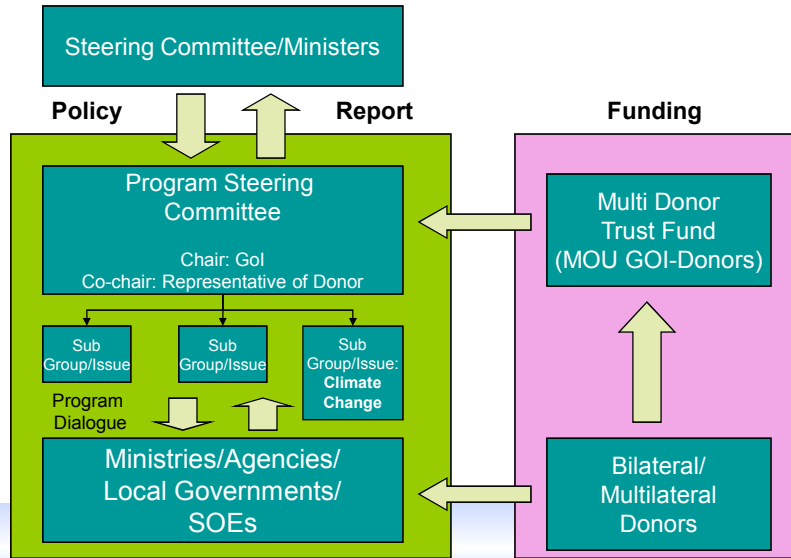 Steering Committee/Ministers
Policy
Report
Funding
Program Steering
Committee
Chair: GoI
Co-chair: Representative of Donor
Multi Donor
Trust Fund
(MOU GOI-Donors)
Sub
Group/Issue
Sub
Group/Issue
Sub
Group/Issue:
Climate
Change
Program
Dialogue
Ministries/Agencies/
Local Governments/
SOEs
Bilateral/
Multilateral
Donors